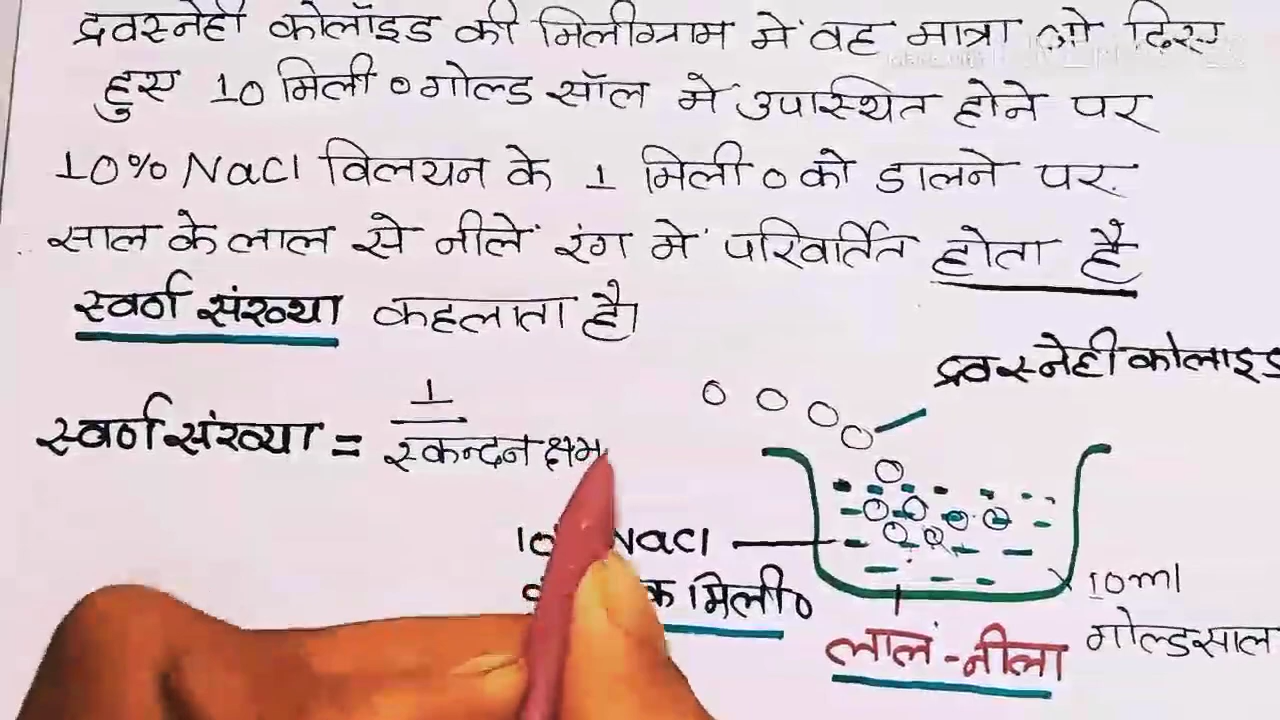 द्रवस्नेही कोलॉइड की मिलीग्राम में वह मात्रा जो दिए
हुए 10 मिली० गोल्ड सॉल में उपस्थित होने पर
10% NaCl विलयन के 1 मिली० को डालने पर
साल के लाल से नीले रंग में परिवर्तित होता है
स्वर्ण संख्या कहलाता है।
द्रवस्नेही कोलाइड
स्वर्ण संख्या = 1
स्कन्दन क्षम
NaCl
मिली०
10ml
गोल्डसाल
लाल - नीला